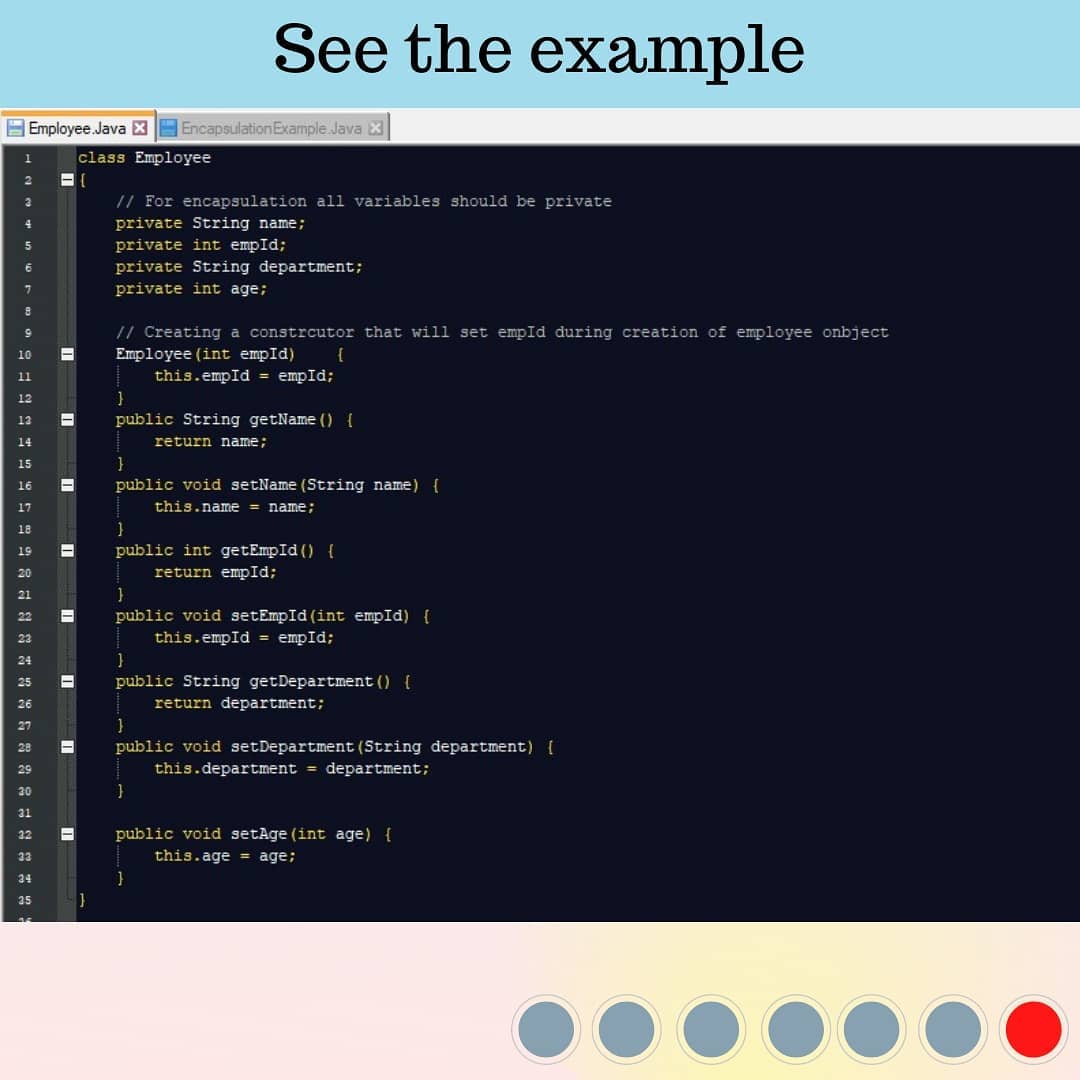 See the example
Employee.Java EncapsulationExample.Java
1 class Employee
2 {
3 // For encapsulation all variables should be private
4 private String name;
5 private int empId;
6 private String department;
7 private int age;
8
9 // Creating a constrcutor that will set empId during creation of employee onbject
10 Employee(int empId) {
11 this.empId = empId;
12 }
13 public String getName() {
14 return name;
15 }
16 public void setName(String name) {
17 this.name = name;
18 }
19 public int getEmpId() {
20 return empId;
21 }
22 public void setEmpId(int empId) {
23 this.empId = empId;
24 }
25 public String getDepartment() {
26 return department;
27 }
28 public void setDepartment(String department) {
29 this.department = department;
30 }
31
32 public void setAge(int age) {
33 this.age = age;
34 }
35 }